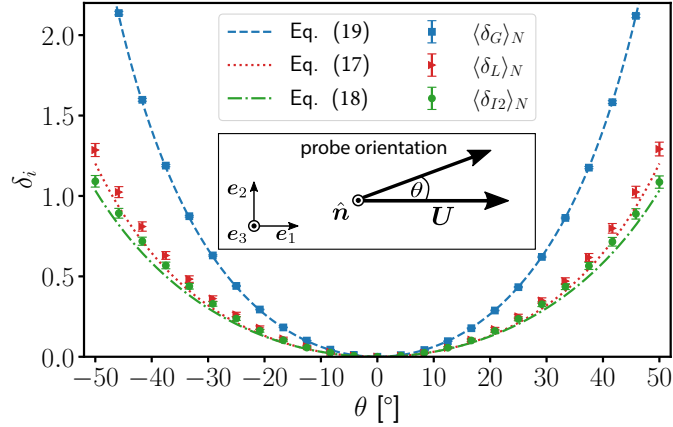 Eq. (19) ⟨δ_G⟩_N
Eq. (17) ⟨δ_L⟩_N
Eq. (18) ⟨δ_{I2}⟩_N
probe orientation
θ
n̂
U
e_2
e_3
e_1
δ_i
2.0
1.5
1.0
0.5
0.0
−50 −40 −30 −20 −10 0 10 20 30 40 50
θ [°]